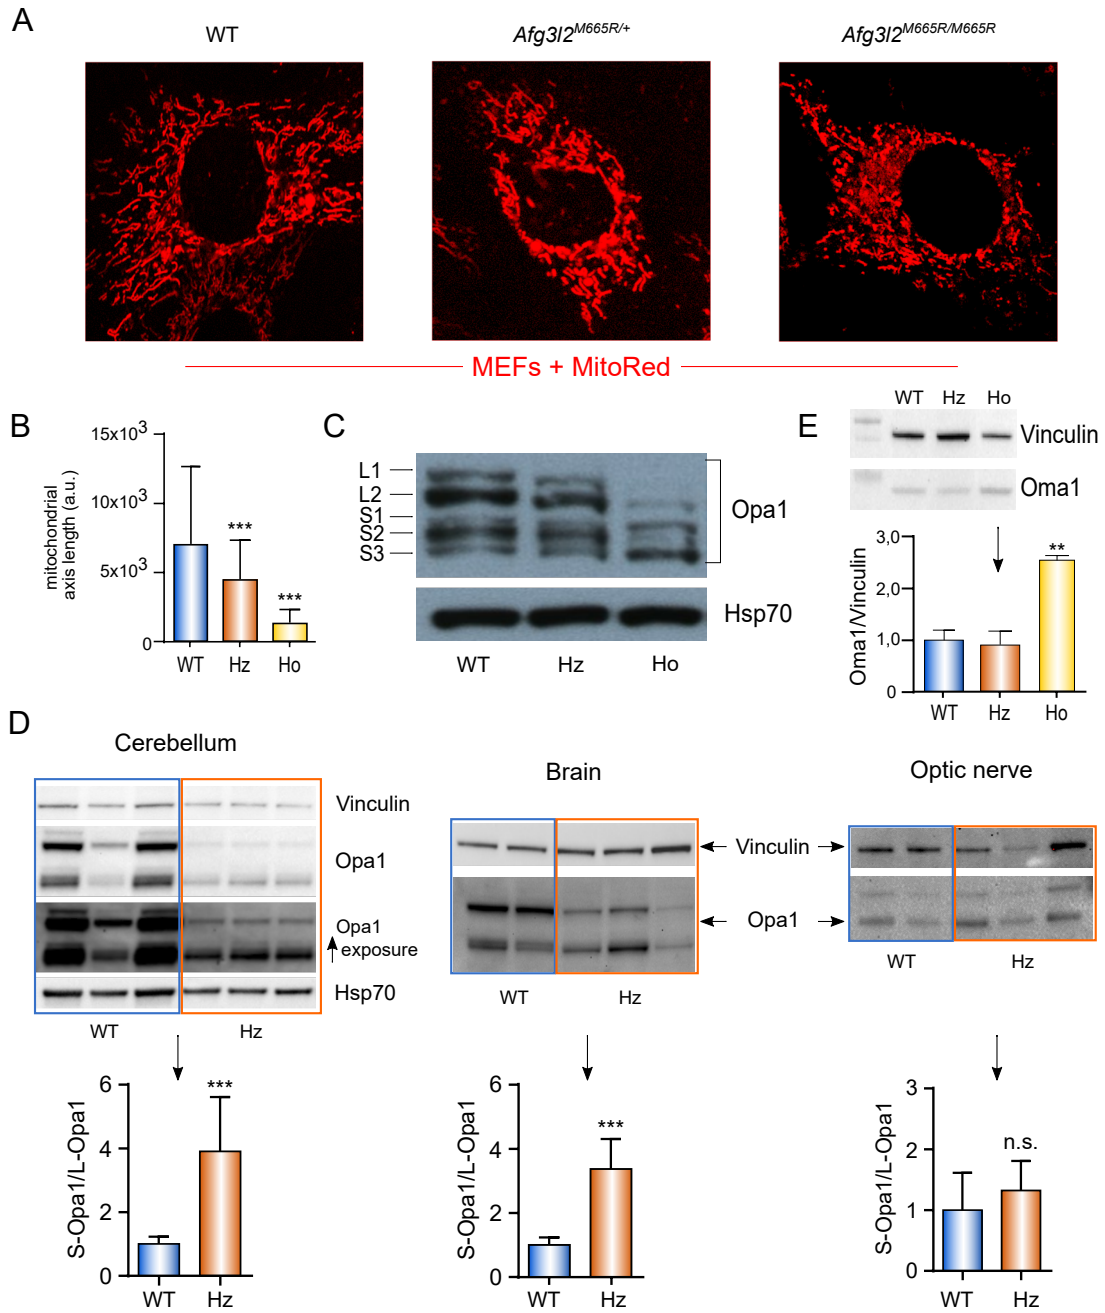 A
WT
Afg3l2M665R/+
Afg3l2M665R/M665R
MEFs + MitoRed
B
15x10³
10x10³
5x10³
0
mitochondrial
axis length (a.u.)
***
***
WT
Hz
Ho
C
L1
L2
S1
S2
S3
Opa1
Hsp70
WT
Hz
Ho
E
WT
Hz
Ho
Vinculin
Oma1
Oma1/Vinculin
3,0
2,0
1,0
0
**
WT
Hz
Ho
D
Cerebellum
Vinculin
Opa1
Opa1
exposure
Hsp70
WT
Hz
S-Opa1/L-Opa1
6
4
2
0
***
WT
Hz
Brain
Vinculin
Opa1
WT
Hz
S-Opa1/L-Opa1
6
4
2
0
***
WT
Hz
Optic nerve
WT
Hz
S-Opa1/L-Opa1
3
2
1
0
n.s.
WT
Hz